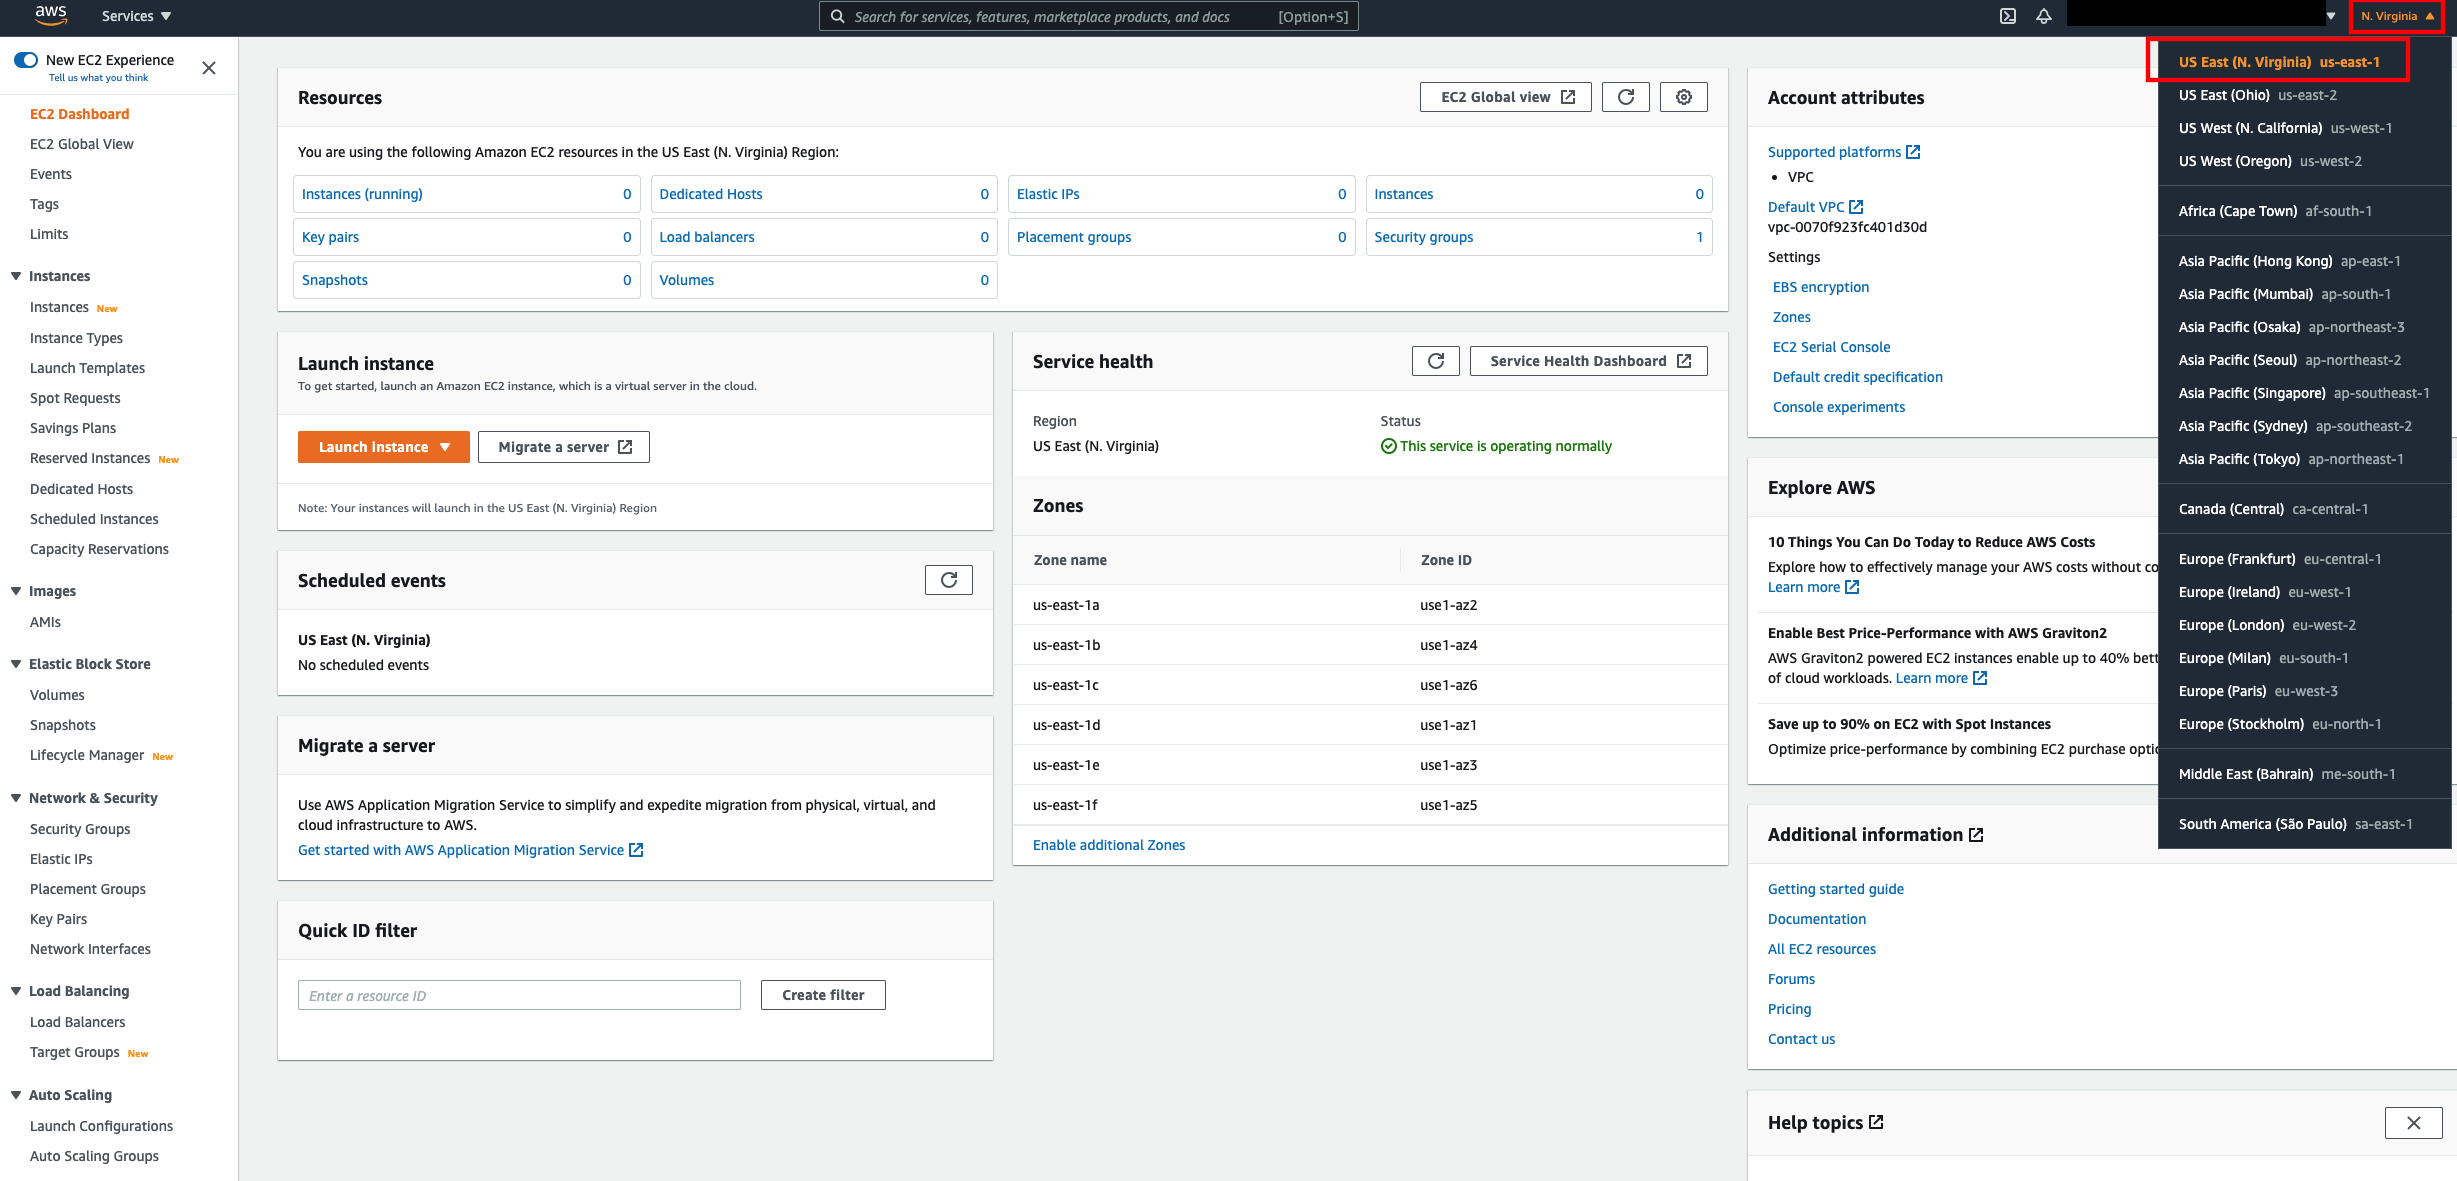 aws
Services
Search for services, features, marketplace products, and docs [Option+S]
N. Virginia
New EC2 Experience
Tell us what you think
EC2 Dashboard
EC2 Global View
Events
Tags
Limits
Instances
Instances New
Instance Types
Launch Templates
Spot Requests
Savings Plans
Reserved Instances New
Dedicated Hosts
Scheduled Instances
Capacity Reservations
Images
AMIs
Elastic Block Store
Volumes
Snapshots
Lifecycle Manager New
Network & Security
Security Groups
Elastic IPs
Placement Groups
Key Pairs
Network Interfaces
Load Balancing
Load Balancers
Target Groups New
Auto Scaling
Launch Configurations
Auto Scaling Groups
Resources
EC2 Global view
You are using the following Amazon EC2 resources in the US East (N. Virginia) Region:
Instances (running) 0
Dedicated Hosts 0
Elastic IPs 0
Instances 0
Key pairs 0
Load balancers 0
Placement groups 0
Security groups 1
Snapshots 0
Volumes 0
Launch instance
To get started, launch an Amazon EC2 instance, which is a virtual server in the cloud.
Launch instance
Migrate a server
Note: Your instances will launch in the US East (N. Virginia) Region
Scheduled events
US East (N. Virginia)
No scheduled events
Migrate a server
Use AWS Application Migration Service to simplify and expedite migration from physical, virtual, and
cloud infrastructure to AWS.
Get started with AWS Application Migration Service
Quick ID filter
Enter a resource ID
Create filter
Service health
Service Health Dashboard
Region
US East (N. Virginia)
Status
This service is operating normally
Zones
Zone name Zone ID
us-east-1a use1-az2
us-east-1b use1-az4
us-east-1c use1-az6
us-east-1d use1-az1
us-east-1e use1-az3
us-east-1f use1-az5
Enable additional Zones
Account attributes
Supported platforms
• VPC
Default VPC
vpc-0070f923fc401d30d
Settings
EBS encryption
Zones
EC2 Serial Console
Default credit specification
Console experiments
Explore AWS
10 Things You Can Do Today to Reduce AWS Costs
Explore how to effectively manage your AWS costs without co
Learn more
Enable Best Price-Performance with AWS Graviton2
AWS Graviton2 powered EC2 instances enable up to 40% bett
of cloud workloads. Learn more
Save up to 90% on EC2 with Spot Instances
Optimize price-performance by combining EC2 purchase optio
Additional information
Getting started guide
Documentation
All EC2 resources
Forums
Pricing
Contact us
Help topics
US East (N. Virginia) us-east-1
US East (Ohio) us-east-2
US West (N. California) us-west-1
US West (Oregon) us-west-2
Africa (Cape Town) af-south-1
Asia Pacific (Hong Kong) ap-east-1
Asia Pacific (Mumbai) ap-south-1
Asia Pacific (Osaka) ap-northeast-3
Asia Pacific (Seoul) ap-northeast-2
Asia Pacific (Singapore) ap-southeast-1
Asia Pacific (Sydney) ap-southeast-2
Asia Pacific (Tokyo) ap-northeast-1
Canada (Central) ca-central-1
Europe (Frankfurt) eu-central-1
Europe (Ireland) eu-west-1
Europe (London) eu-west-2
Europe (Milan) eu-south-1
Europe (Paris) eu-west-3
Europe (Stockholm) eu-north-1
Middle East (Bahrain) me-south-1
South America (São Paulo) sa-east-1